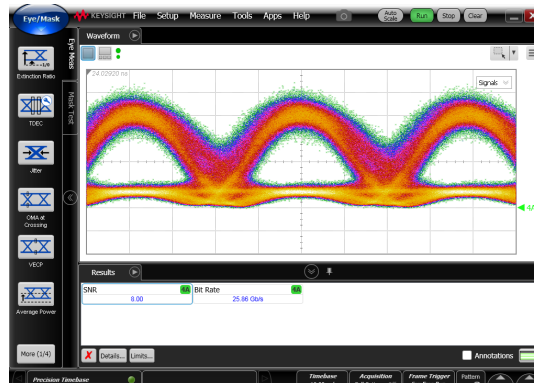 Eye/Mask
KEYSIGHT File Setup Measure Tools Apps Help
Auto Scale
Run
Stop
Clear
Waveform
Eye Meas
Mask Test
24.02920 ns
Signals
Extinction Ratio
TDEC
Jitter
OMA at
Crossing
VECP
Average Power
More (1/4)
4A
Results
SNR 4A Bit Rate 4A
8.00 25.86 Gb/s
Details... Limits...
Annotations
Precision Timebase
Timebase
Acquisition
Frame Trigger
Pattern